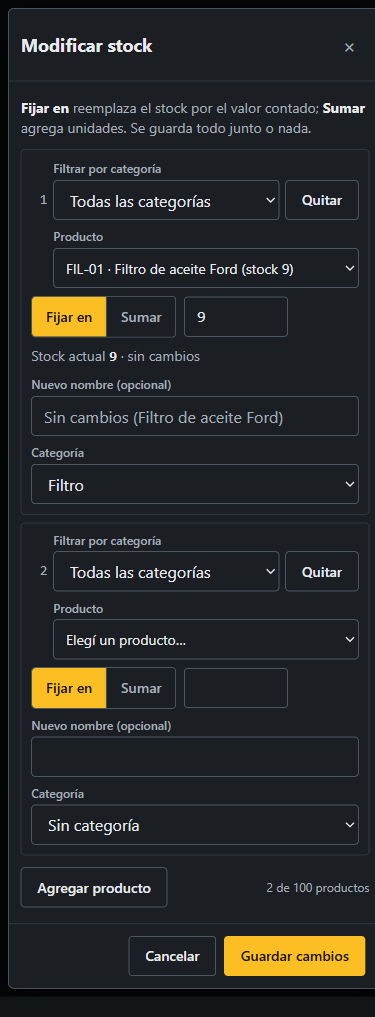 Modificar stock
×
Fijar en reemplaza el stock por el valor contado; Sumar
agrega unidades. Se guarda todo junto o nada.
Filtrar por categoría
1 Todas las categorías Quitar
Producto
FIL-01 · Filtro de aceite Ford (stock 9)
Fijar en Sumar 9
Stock actual 9 · sin cambios
Nuevo nombre (opcional)
Sin cambios (Filtro de aceite Ford)
Categoría
Filtro
Filtrar por categoría
2 Todas las categorías Quitar
Producto
Elegí un producto...
Fijar en Sumar
Nuevo nombre (opcional)
Categoría
Sin categoría
Agregar producto 2 de 100 productos
Cancelar Guardar cambios